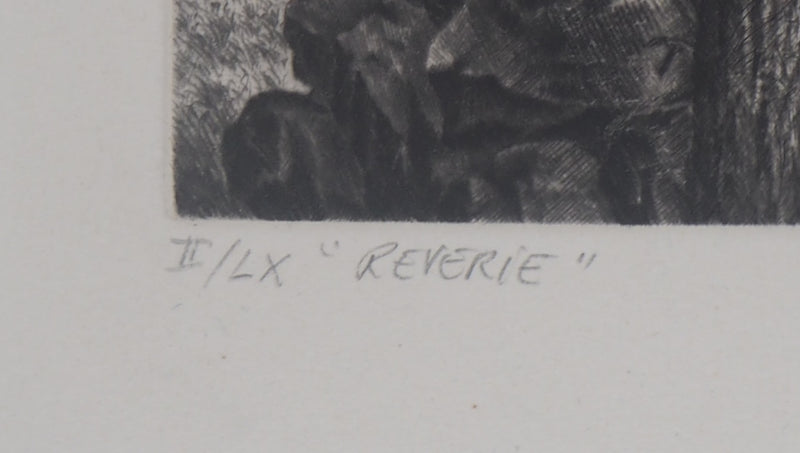 II/LX " REVERIE "